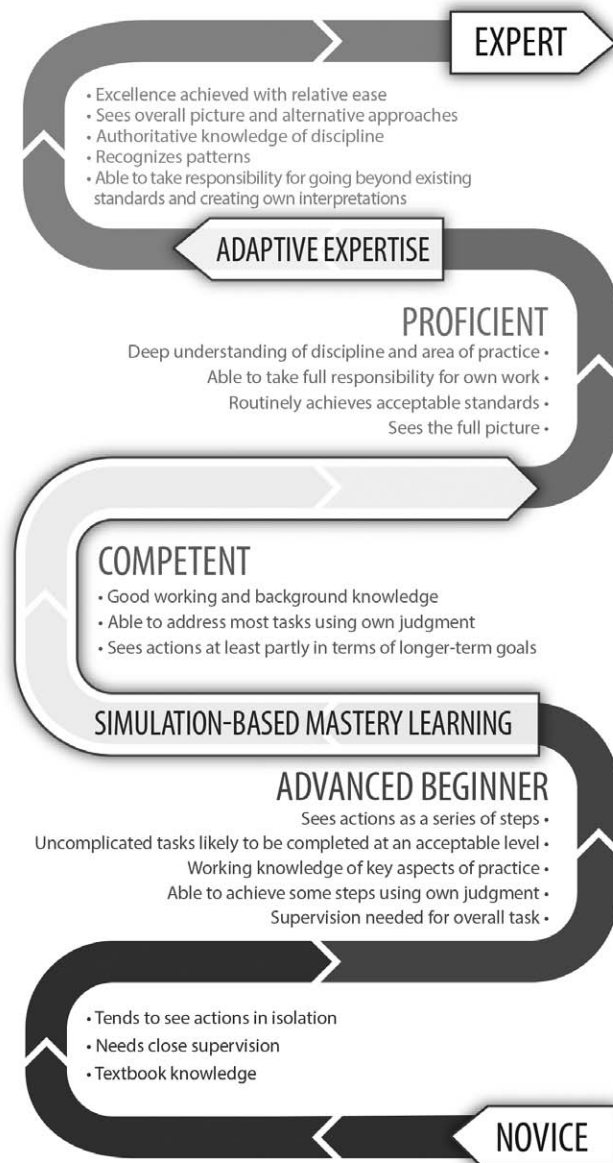 EXPERT
• Excellence achieved with relative ease
• Sees overall picture and alternative approaches
• Authoritative knowledge of discipline
• Recognizes patterns
• Able to take responsibility for going beyond existing
standards and creating own interpretations
ADAPTIVE EXPERTISE
PROFICIENT
Deep understanding of discipline and area of practice •
Able to take full responsibility for own work •
Routinely achieves acceptable standards •
Sees the full picture •
COMPETENT
• Good working and background knowledge
• Able to address most tasks using own judgment
• Sees actions at least partly in terms of longer-term goals
SIMULATION-BASED MASTERY LEARNING
ADVANCED BEGINNER
Sees actions as a series of steps •
Uncomplicated tasks likely to be completed at an acceptable level •
Working knowledge of key aspects of practice •
Able to achieve some steps using own judgment •
Supervision needed for overall task •
• Tends to see actions in isolation
• Needs close supervision
• Textbook knowledge
NOVICE